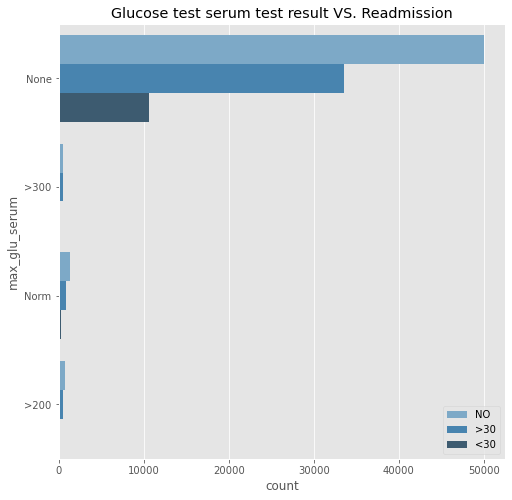 Glucose test serum test result VS. Readmission
None
>300
Norm
>200
max_glu_serum
0
10000
20000
30000
40000
50000
count
NO
>30
<30